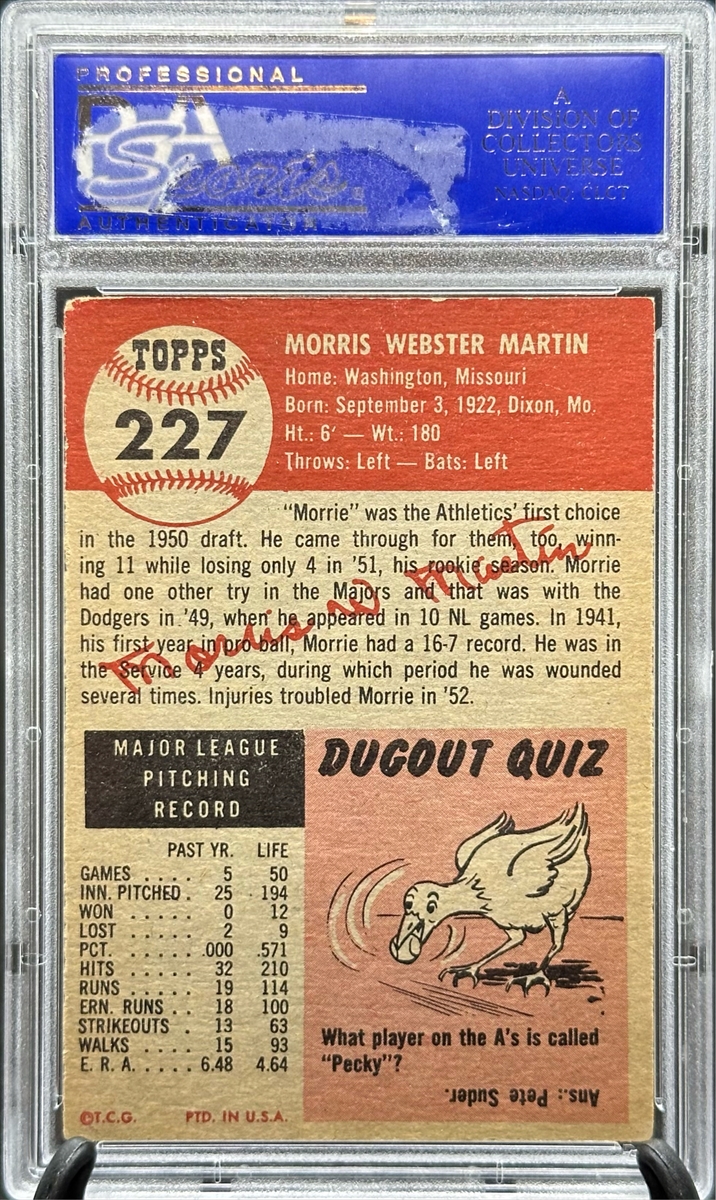 PROFESSIONAL
PSA
Sports
AUTHENTICATOR
A
DIVISION OF
COLLECTORS
UNIVERSE
NASDAQ: CLCT
TOPPS
227
MORRIS WEBSTER MARTIN
Home: Washington, Missouri
Born: September 3, 1922, Dixon, Mo.
Ht.: 6' — Wt.: 180
Throws: Left — Bats: Left
"Morrie" was the Athletics' first choice
in the 1950 draft. He came through for them, too, winn-
ing 11 while losing only 4 in '51, his rookie season. Morrie
had one other try in the Majors and that was with the
Dodgers in '49, when he appeared in 10 NL games. In 1941,
his first year in pro ball, Morrie had a 16-7 record. He was in
the Service 4 years, during which period he was wounded
several times. Injuries troubled Morrie in '52.
Morris W Martin
MAJOR LEAGUE
PITCHING
RECORD
PAST YR. LIFE
GAMES . . . . 5 50
INN. PITCHED . 25 194
WON . . . . . 0 12
LOST . . . . . 2 9
PCT. . . . . . .000 .571
HITS . . . . . 32 210
RUNS . . . . . 19 114
ERN. RUNS . . 18 100
STRIKEOUTS . 13 63
WALKS . . . . 15 93
E. R. A. . . . . 6.48 4.64
©T.C.G. PTD. IN U.S.A.
DUGOUT QUIZ
What player on the A's is called
"Pecky"?
Ans.: Pete Suder.